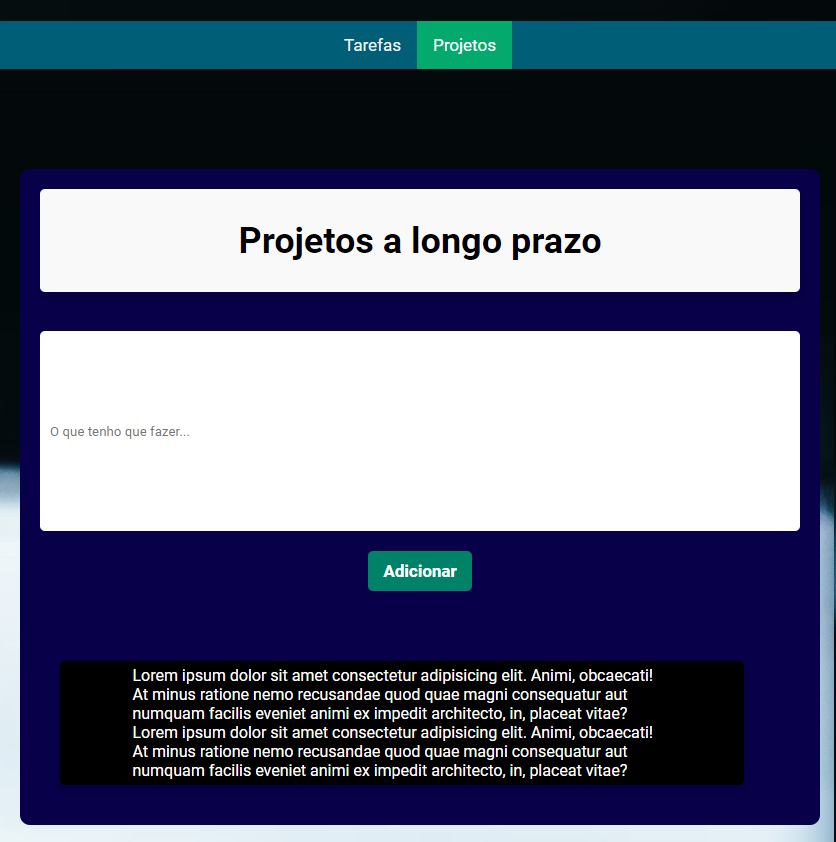 Tarefas Projetos
Projetos a longo prazo
O que tenho que fazer...
Adicionar
Lorem ipsum dolor sit amet consectetur adipisicing elit. Animi, obcaecati!
At minus ratione nemo recusandae quod quae magni consequatur aut
numquam facilis eveniet animi ex impedit architecto, in, placeat vitae?
Lorem ipsum dolor sit amet consectetur adipisicing elit. Animi, obcaecati!
At minus ratione nemo recusandae quod quae magni consequatur aut
numquam facilis eveniet animi ex impedit architecto, in, placeat vitae?